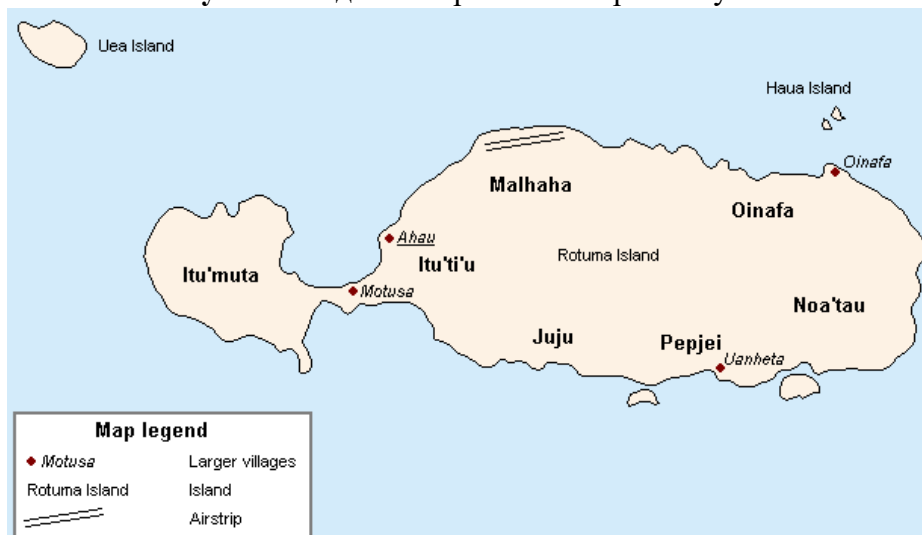 Uea Island
Haua Island
Oinafa
Malhaha
Oinafa
Ahau
Itu'ti'u
Rotuma Island
Itu'muta
Motusa
Noa'tau
Juju
Pepjei
Uanheta
Map legend
Motusa Larger villages
Rotuma Island Island
Airstrip